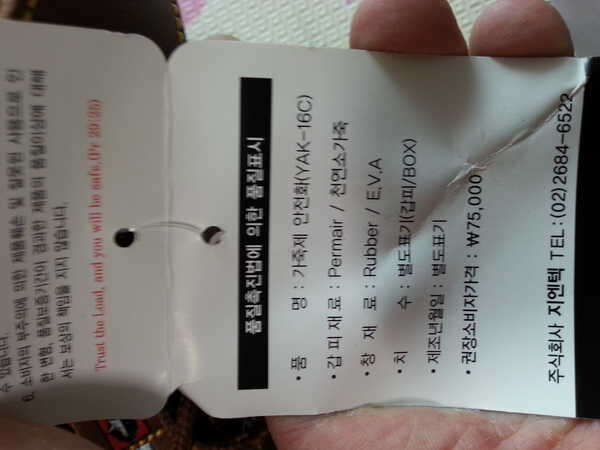 수 있습니다.
6. 소비자의 부주의에 의한 제품훼손 및 잘못된 사용으로 인
한 변형, 품질보증기간이 경과한 제품의 품질이상에 대해
서는 보상의 책임을 지지 않습니다.
Trust the Load, and you will be safe.(Pr 29:25)
품질촉진법에 의한 품질표시
• 품 명 : 가죽제 안전화(YAK-16C)
• 갑피재료 : Permair / 천연소가죽
• 창 재료 : Rubber / E.V.A
• 치 수 : 별도표기(갑피/BOX)
• 제조년월일 : 별도표기
• 권장소비자가격 : ₩75,000
주식회사 지엔텍 TEL:(02)2684-6522